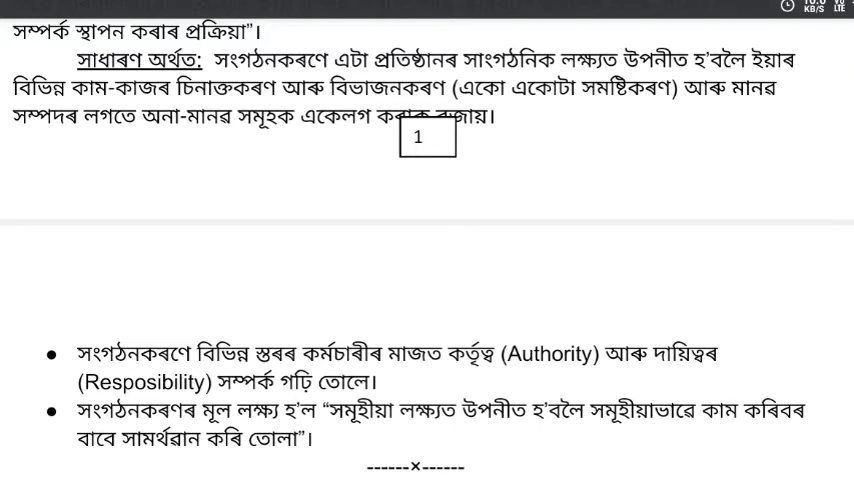 সম্পৰ্ক স্থাপন কৰাৰ প্ৰক্ৰিয়া”।
সাধাৰণ অৰ্থত: সংগঠনকৰণে এটা প্ৰতিষ্ঠানৰ সাংগঠনিক লক্ষ্যত উপনীত হ’বলৈ ইয়াৰ
বিভিন্ন কাম-কাজৰ চিনাক্তকৰণ আৰু বিভাজনকৰণ (একো একোটা সমষ্টিকৰণ) আৰু মানৱ
সম্পদৰ লগতে অনা-মানৱ সমূহক একেলগ
1
● সংগঠনকৰণে বিভিন্ন স্তৰৰ কৰ্মচাৰীৰ মাজত কৰ্তৃত্ব (Authority) আৰু দায়িত্বৰ
(Resposibility) সম্পৰ্ক গঢ়ি তোলে।
● সংগঠনকৰণৰ মূল লক্ষ্য হ’ল “সমূহীয়া লক্ষ্যত উপনীত হ’বলৈ সমূহীয়াভাৱে কাম কৰিবৰ
বাবে সামৰ্থৱান কৰি তোলা”।
------×------